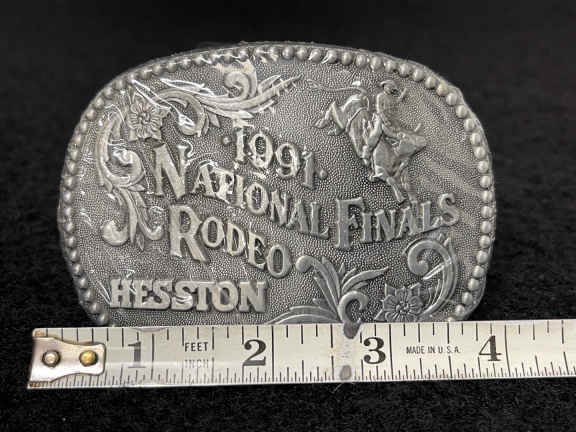 ·1991·
NATIONAL FINALS
RODEO
HESSTON
1 FEET INCH 2 3 MADE IN U.S.A. 4